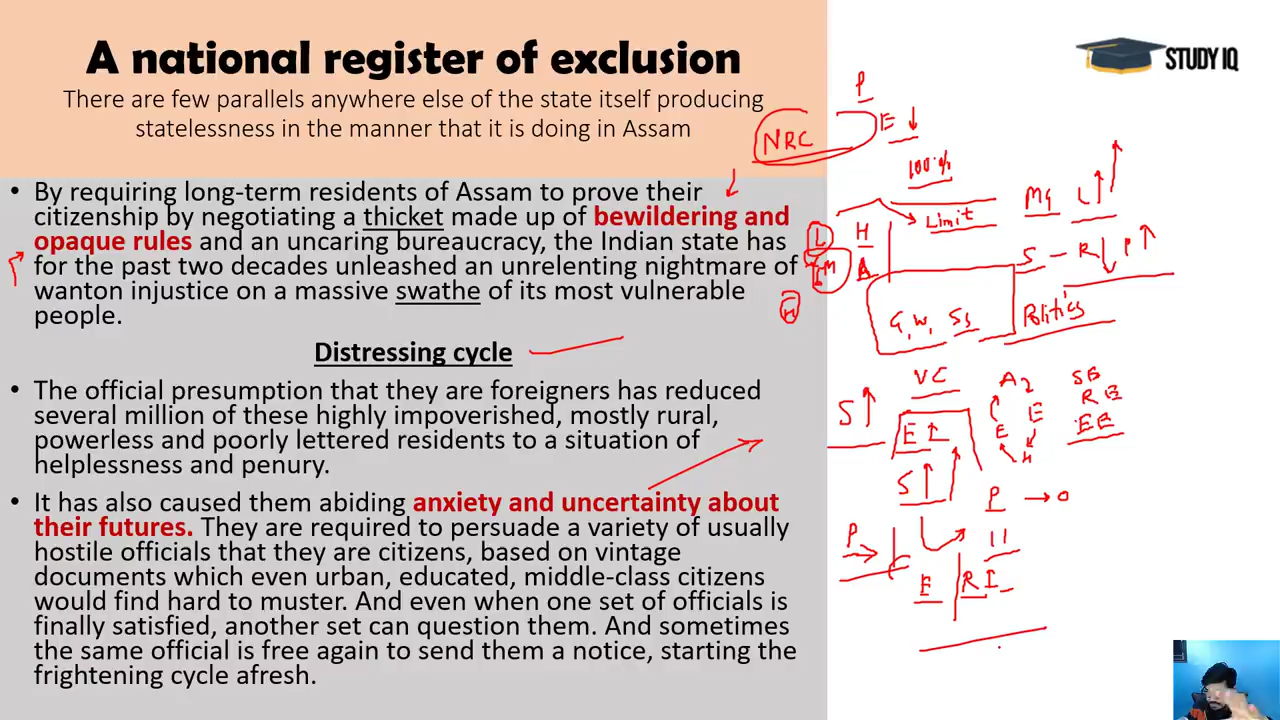 A national register of exclusion
There are few parallels anywhere else of the state itself producing
statelessness in the manner that it is doing in Assam
STUDY IQ
• By requiring long-term residents of Assam to prove their
citizenship by negotiating a thicket made up of bewildering and
opaque rules and an uncaring bureaucracy, the Indian state has
for the past two decades unleashed an unrelenting nightmare of
wanton injustice on a massive swathe of its most vulnerable
people.
Distressing cycle
• The official presumption that they are foreigners has reduced
several million of these highly impoverished, mostly rural,
powerless and poorly lettered residents to a situation of
helplessness and penury.
• It has also caused them abiding anxiety and uncertainty about
their futures. They are required to persuade a variety of usually
hostile officials that they are citizens, based on vintage
documents which even urban, educated, middle-class citizens
would find hard to muster. And even when one set of officials is
finally satisfied, another set can question them. And sometimes
the same official is free again to send them a notice, starting the
frightening cycle afresh.
P
NRC E ↓
100%
Limit
L H
S – R ↓ P ↑
Politics
VC
S ↑
E ↑
S ↑
P → 0
P →
E RI